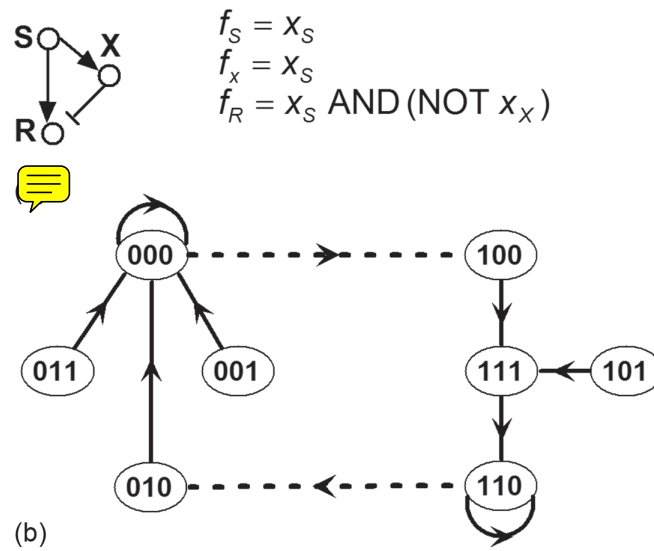 S
X
R
f_S = x_S
f_x = x_S
f_R = x_S AND (NOT x_X)
000
100
011
001
111
101
010
110
(b)